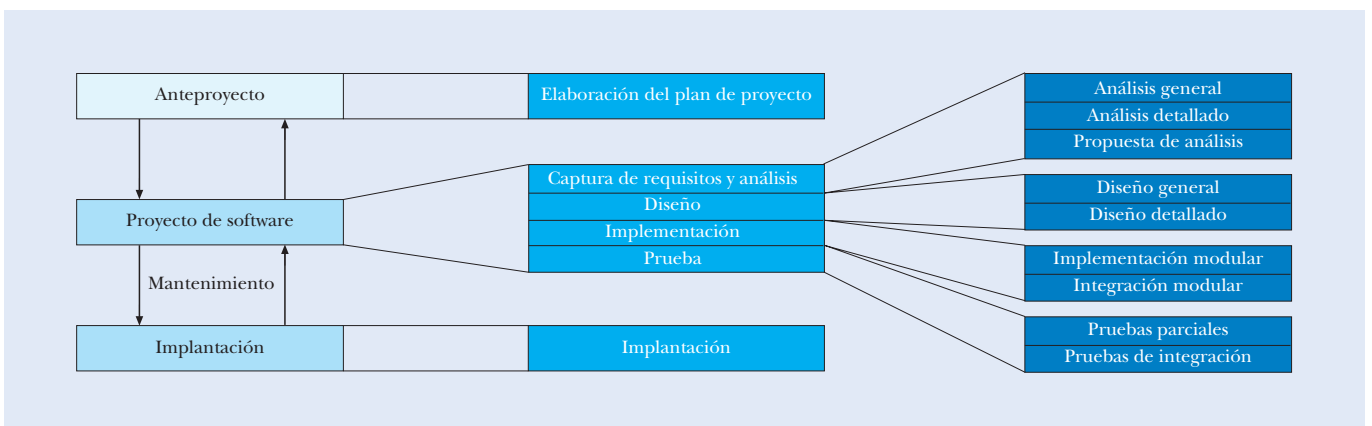 Anteproyecto
Elaboración del plan de proyecto
Análisis general
Análisis detallado
Propuesta de análisis
Captura de requisitos y análisis
Diseño
Implementación
Prueba
Diseño general
Diseño detallado
Proyecto de software
Implementación modular
Integración modular
Mantenimiento
Pruebas parciales
Pruebas de integración
Implantación
Implantación